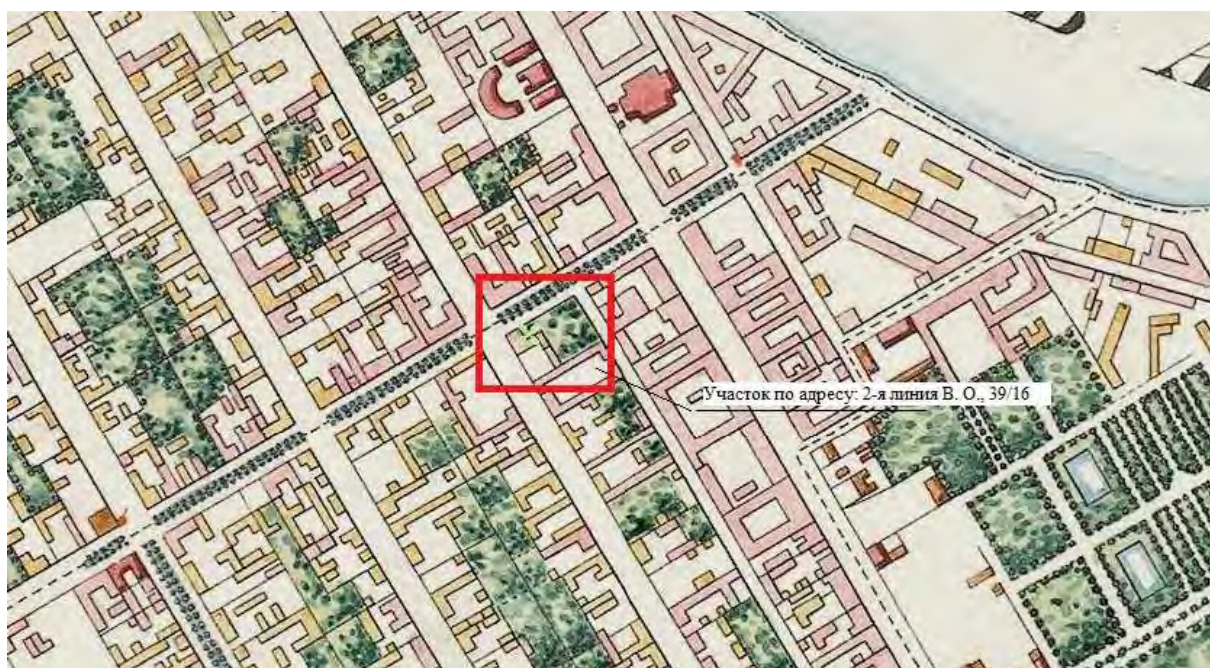 Участок по адресу: 2-я линия В. О., 39/16